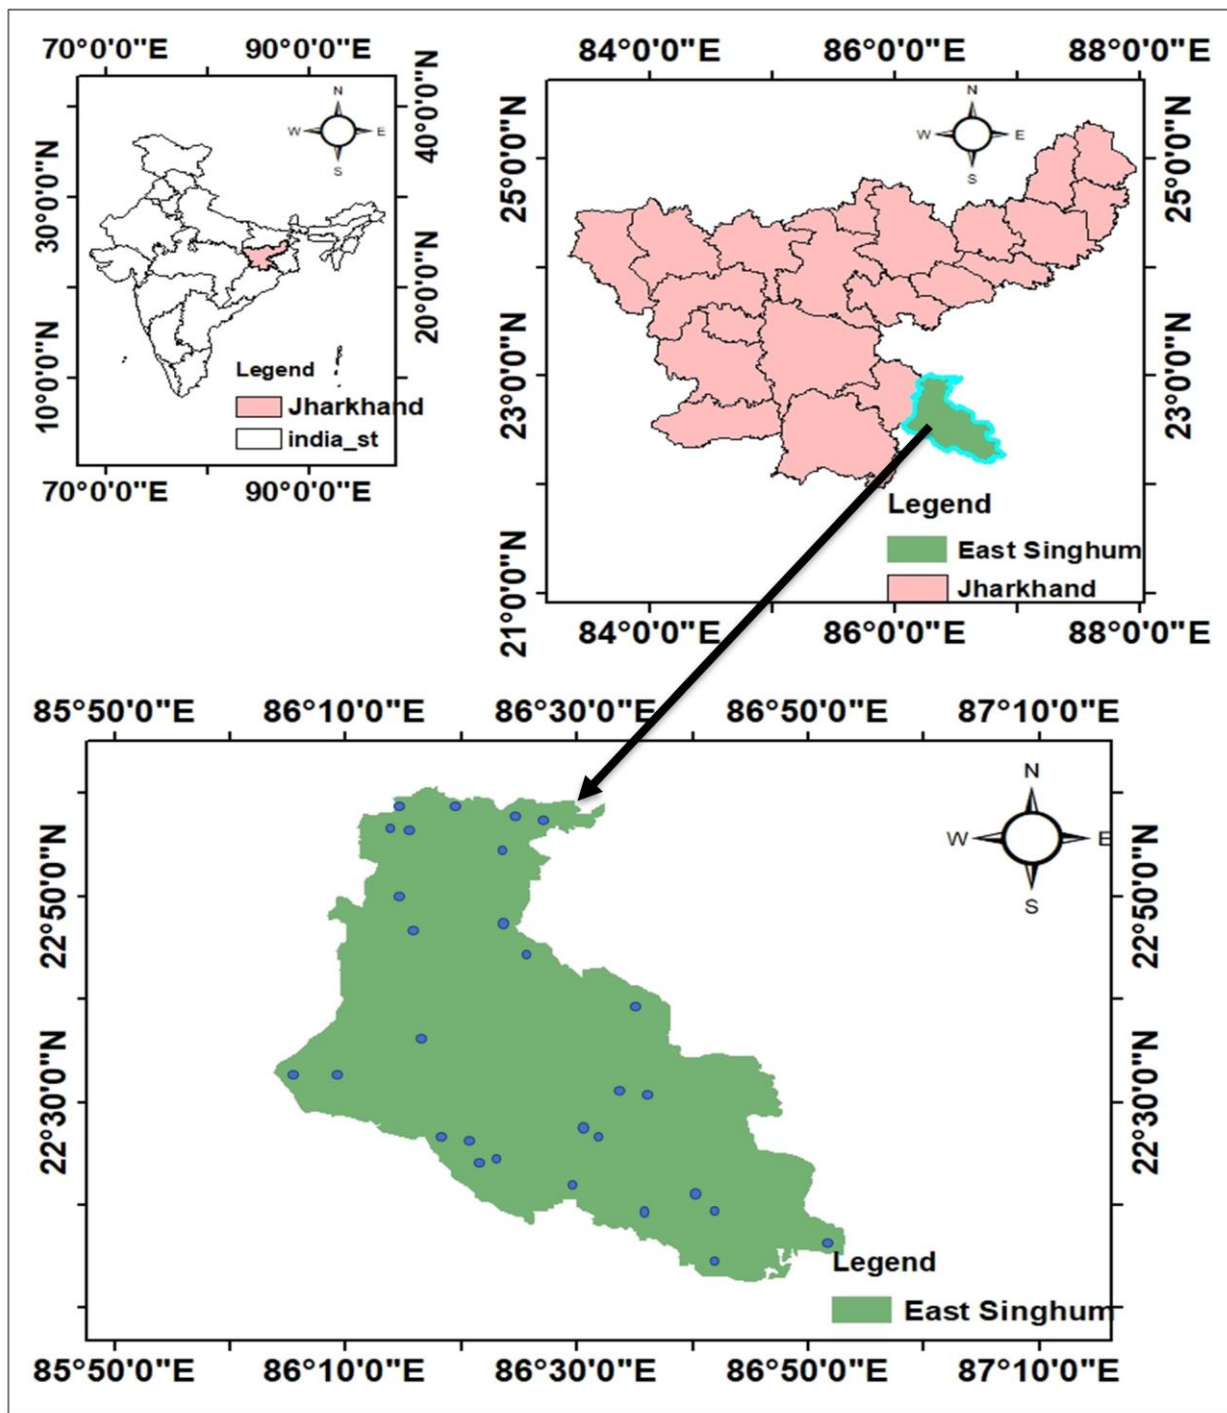 70°0'0"E 90°0'0"E
40°0'0"N
30°0'0"N
20°0'0"N
10°0'0"N
N
W E
S
Legend
Jharkhand
india_st
70°0'0"E 90°0'0"E
84°0'0"E 86°0'0"E 88°0'0"E
25°0'0"N 25°0'0"N
23°0'0"N 23°0'0"N
21°0'0"N
N
W E
S
Legend
East Singhum
Jharkhand
84°0'0"E 86°0'0"E 88°0'0"E
85°50'0"E 86°10'0"E 86°30'0"E 86°50'0"E 87°10'0"E
N
W E
S
22°50'0"N 22°50'0"N
22°30'0"N 22°30'0"N
Legend
East Singhum
85°50'0"E 86°10'0"E 86°30'0"E 86°50'0"E 87°10'0"E